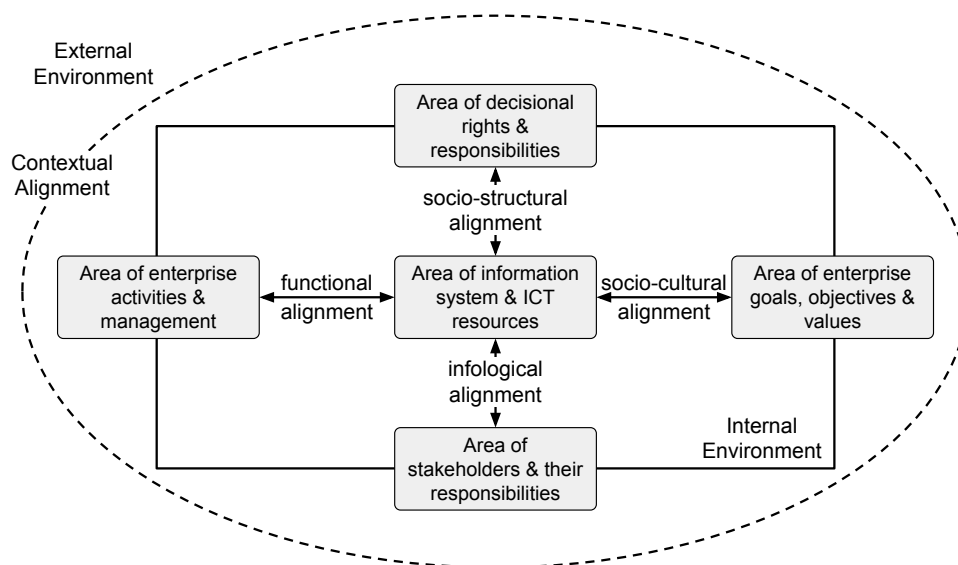 External
Environment
Area of decisional
rights &
responsibilities
Contextual
Alignment
socio-structural
alignment
Area of enterprise
activities &
management
functional
alignment
Area of information
system & ICT
resources
socio-cultural
alignment
Area of enterprise
goals, objectives &
values
infological
alignment
Internal
Environment
Area of
stakeholders & their
responsibilities